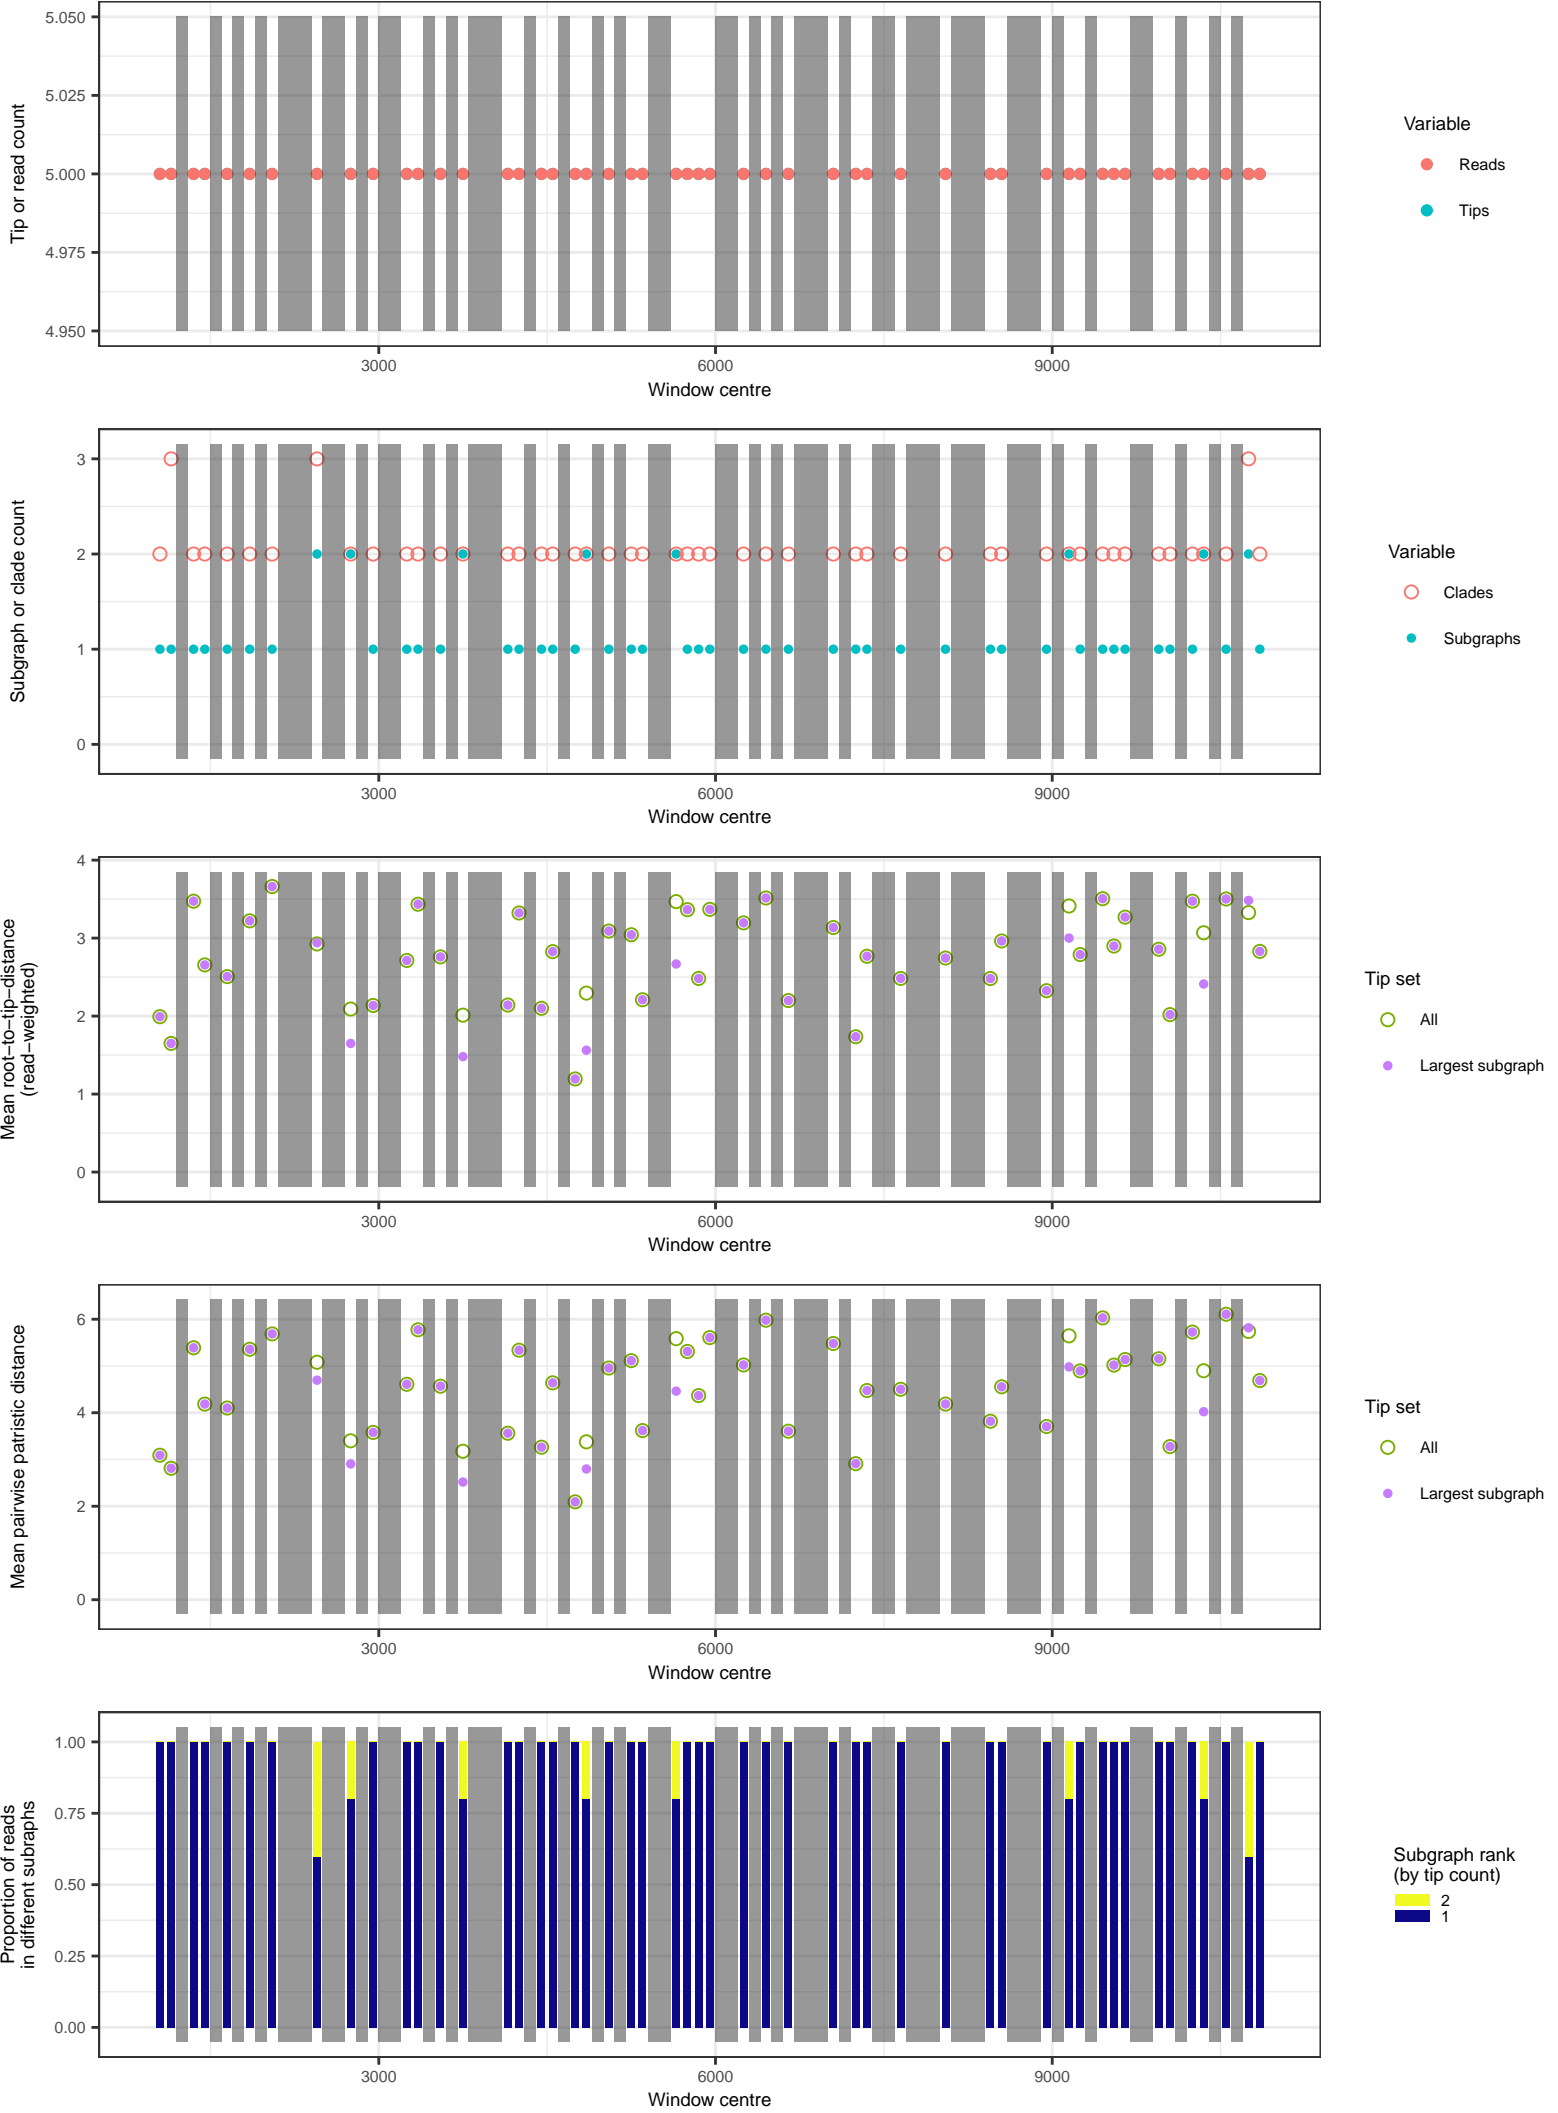 5.050
5.025
5.000
4.975
4.950
Tip or read count
3000
6000
9000
Window centre
Variable
Reads
Tips
3
2
1
0
Subgraph or clade count
3000
6000
9000
Window centre
Variable
Clades
Subgraphs
4
3
2
1
0
Mean root−to−tip−distance
(read−weighted)
3000
6000
9000
Window centre
Tip set
All
Largest subgraph
6
4
2
0
Mean pairwise patristic distance
3000
6000
9000
Window centre
Tip set
All
Largest subgraph
1.00
0.75
0.50
0.25
0.00
Proportion of reads
in different subraphs
3000
6000
9000
Window centre
Subgraph rank
(by tip count)
2
1